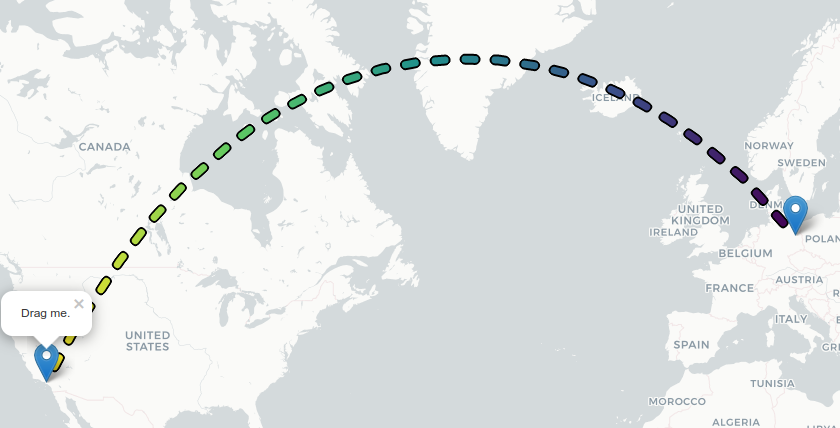 ICELAND
CANADA
NORWAY
SWEDEN
DENM
UNITED
KINGDOM
IRELAND
POLAN
BELGIUM
AUSTRIA
FRANCE
R
Drag me.
×
ITALY
UNITED
STATES
SPAIN
GR
TUNISIA
MOROCCO
ALGERIA